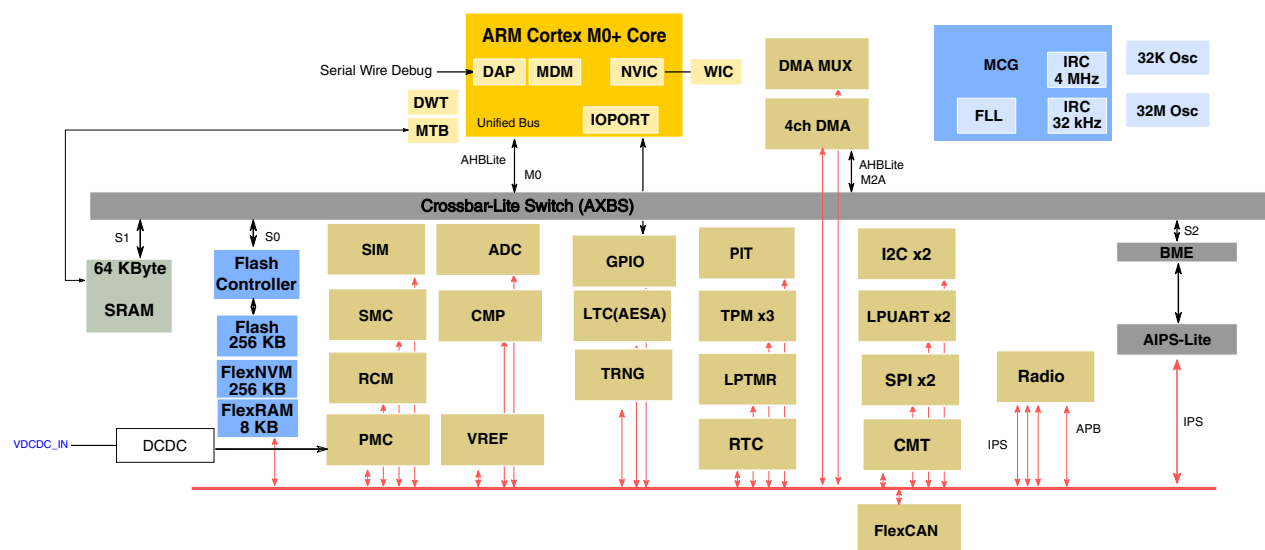 ARM Cortex M0+ Core
Serial Wire Debug
DAP
MDM
NVIC
WIC
DWT
MTB
Unified Bus
IOPORT
DMA MUX
4ch DMA
MCG
IRC
4 MHz
FLL
IRC
32 kHz
32K Osc
32M Osc
AHBLite
M0
AHBLite
M2A
Crossbar-Lite Switch (AXBS)
S1
S0
S2
64 KByte
SRAM
Flash
Controller
Flash
256 KB
FlexNVM
256 KB
FlexRAM
8 KB
SIM
SMC
RCM
PMC
ADC
CMP
VREF
GPIO
LTC(AESA)
TRNG
PIT
TPM x3
LPTMR
RTC
I2C x2
LPUART x2
SPI x2
CMT
Radio
BME
AIPS-Lite
IPS
APB
IPS
VDCDC_IN
DCDC
FlexCAN